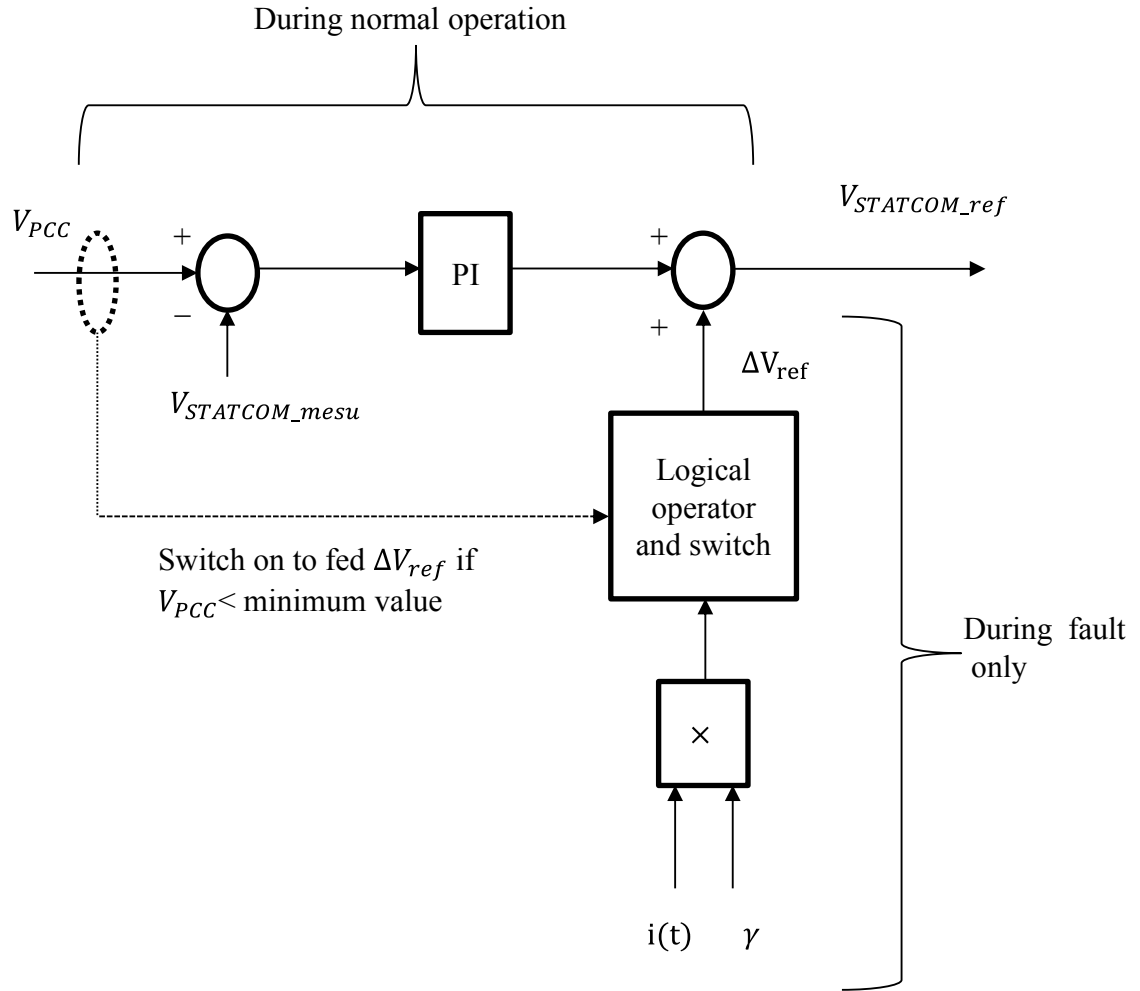 During normal operation
V_{STATCOM_ref}
V_{PCC}
+
+
PI
−
+
ΔV_{ref}
V_{STATCOM_mesu}
Logical
operator
and switch
Switch on to fed ΔV_{ref} if
V_{PCC}< minimum value
During fault
only
×
i(t)
γ